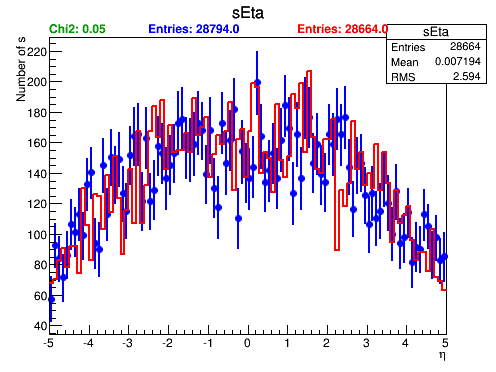 sEta
Chi2: 0.05 Entries: 28794.0 Entries: 28664.0
sEta
Entries 28664
Mean 0.007194
RMS 2.594
Number of s
220
200
180
160
140
120
100
80
60
40
-5 -4 -3 -2 -1 0 1 2 3 4 5
η